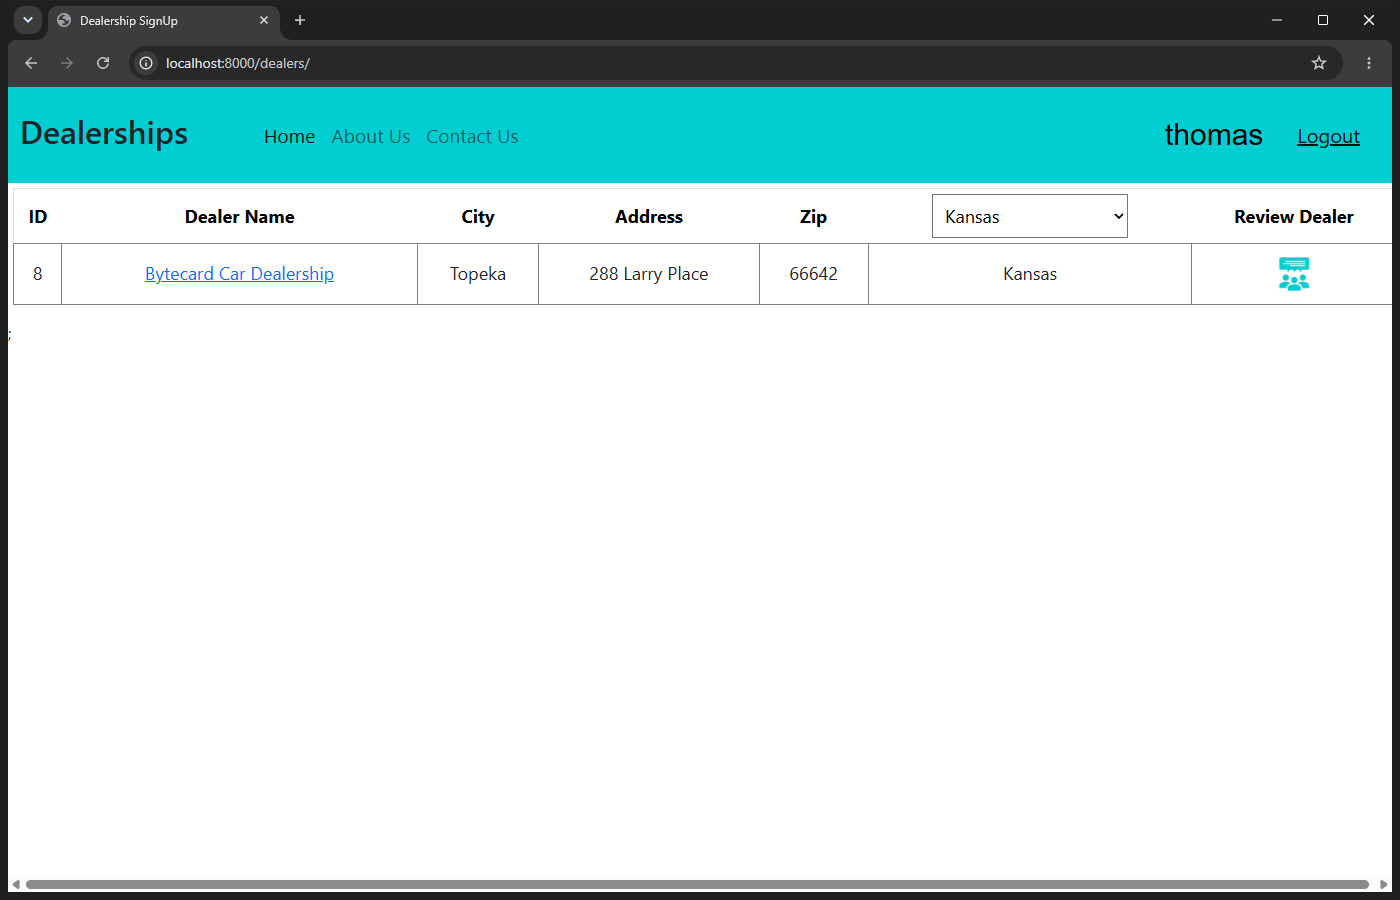 Dealership SignUp
localhost:8000/dealers/
Dealerships Home About Us Contact Us thomas Logout
ID Dealer Name City Address Zip Kansas Review Dealer
8 Bytecard Car Dealership Topeka 288 Larry Place 66642 Kansas
;